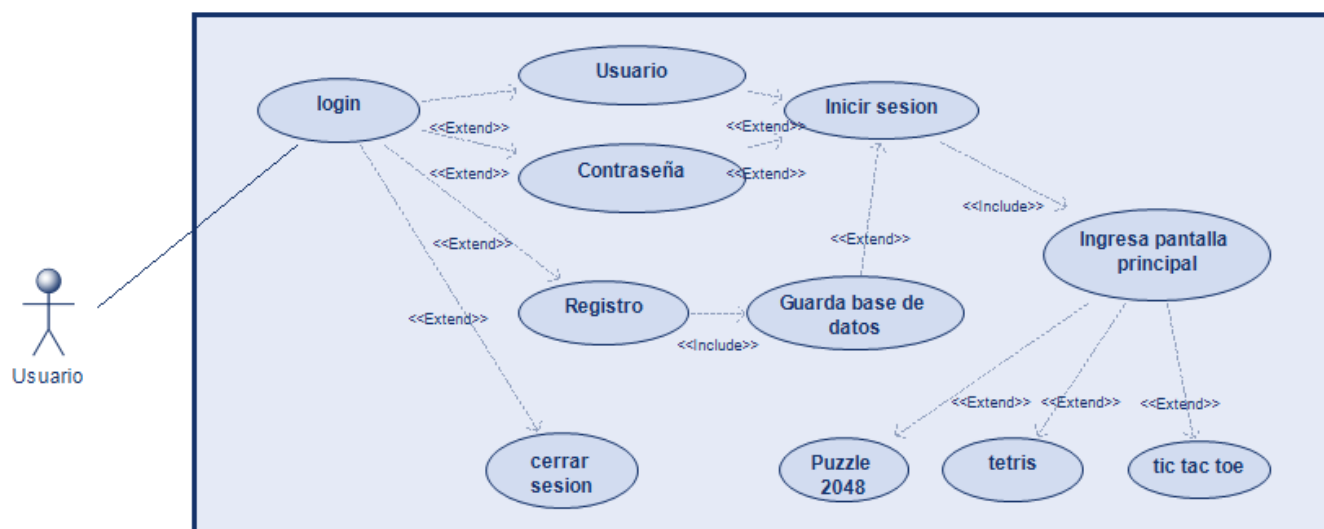 Usuario
login
Inicir sesion
<<Extend>>
<<Extend>>
Contraseña
<<Extend>>
<<Extend>>
<<Include>>
<<Extend>>
<<Extend>>
Ingresa pantalla
principal
Registro
Guarda base de
datos
<<Extend>>
<<Include>>
Usuario
<<Extend>>
<<Extend>>
<<Extend>>
cerrar
sesion
Puzzle
2048
tetris
tic tac toe